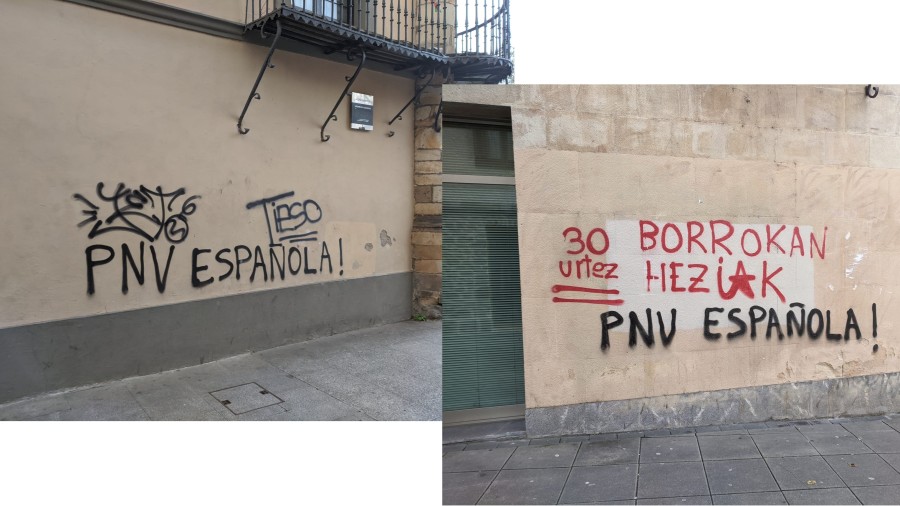 TIESO
PNV ESPAÑOLA!
30 BORROKAN
urtez HEZIAK
PNV ESPAÑOLA!